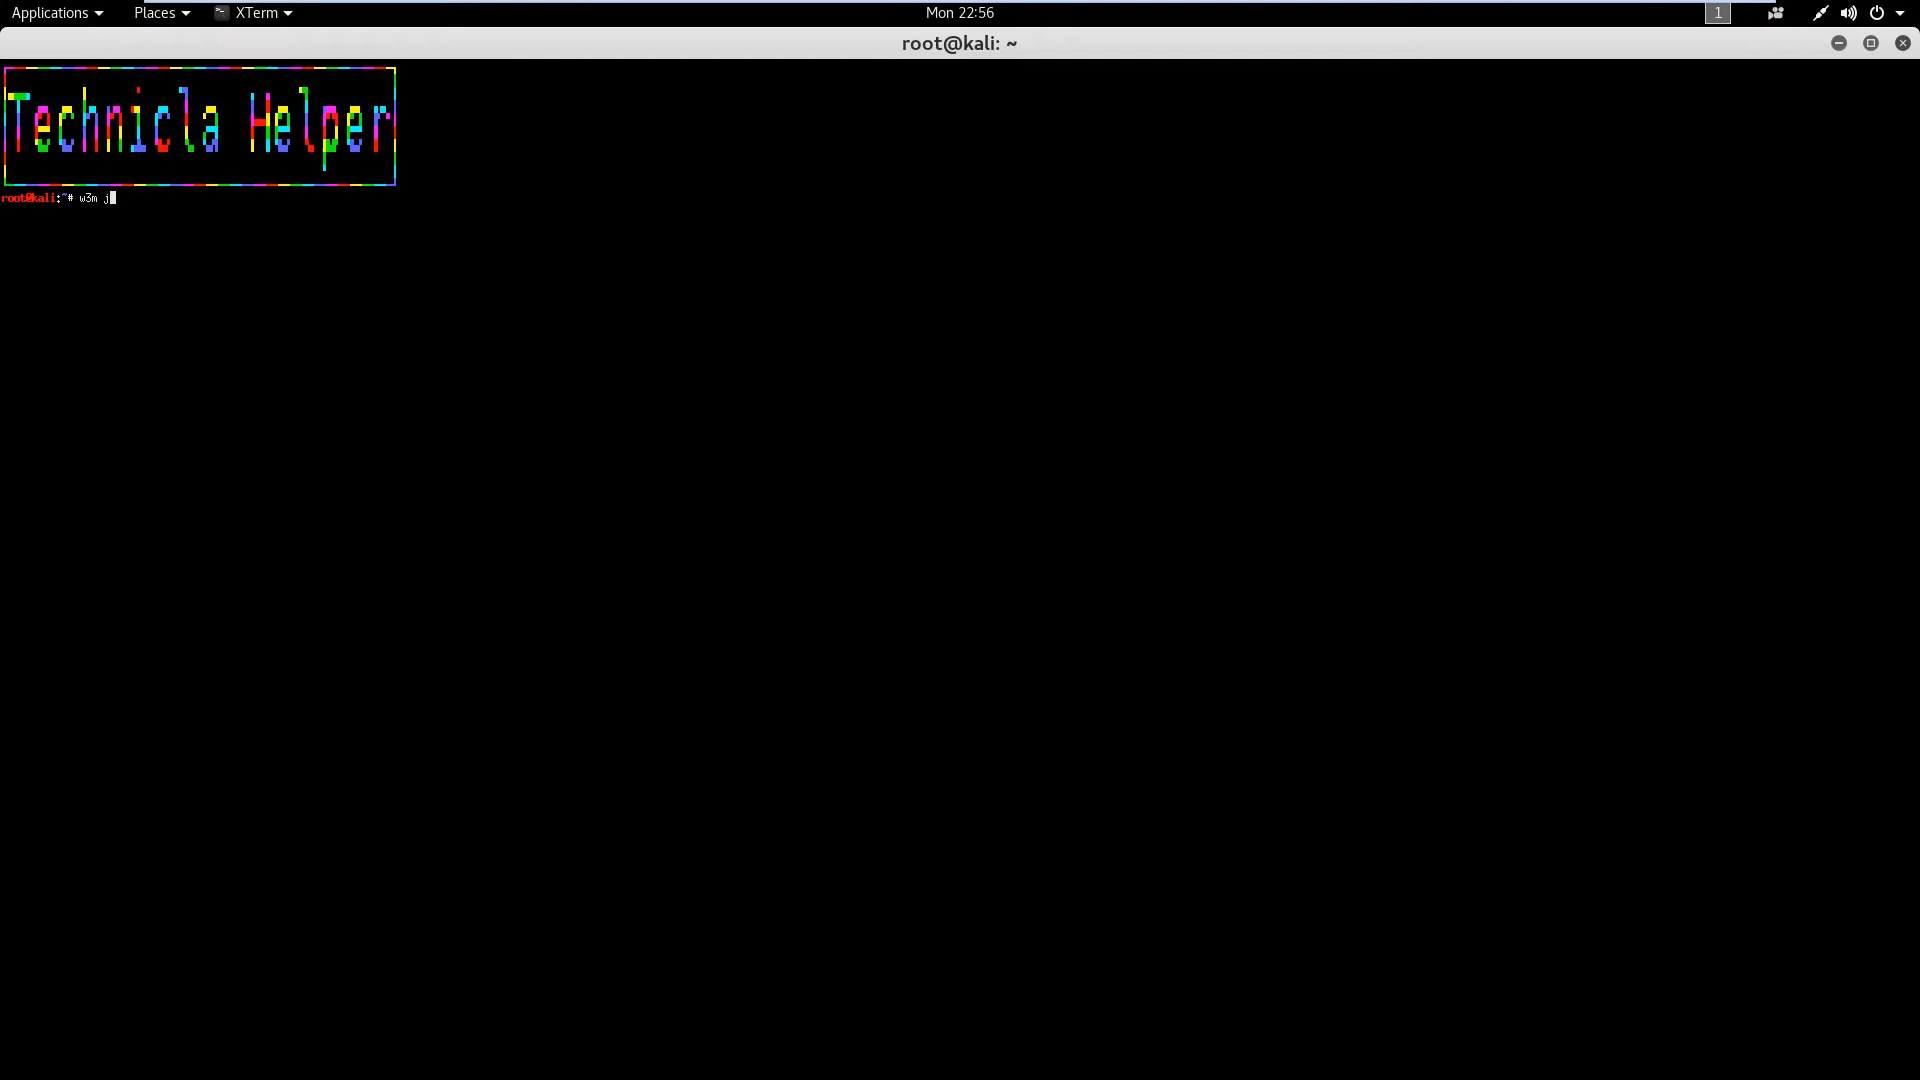 Applications Places XTerm Mon 22:56 1
root@kali: ~
Technicla Helper
root@kali:~# w3m j